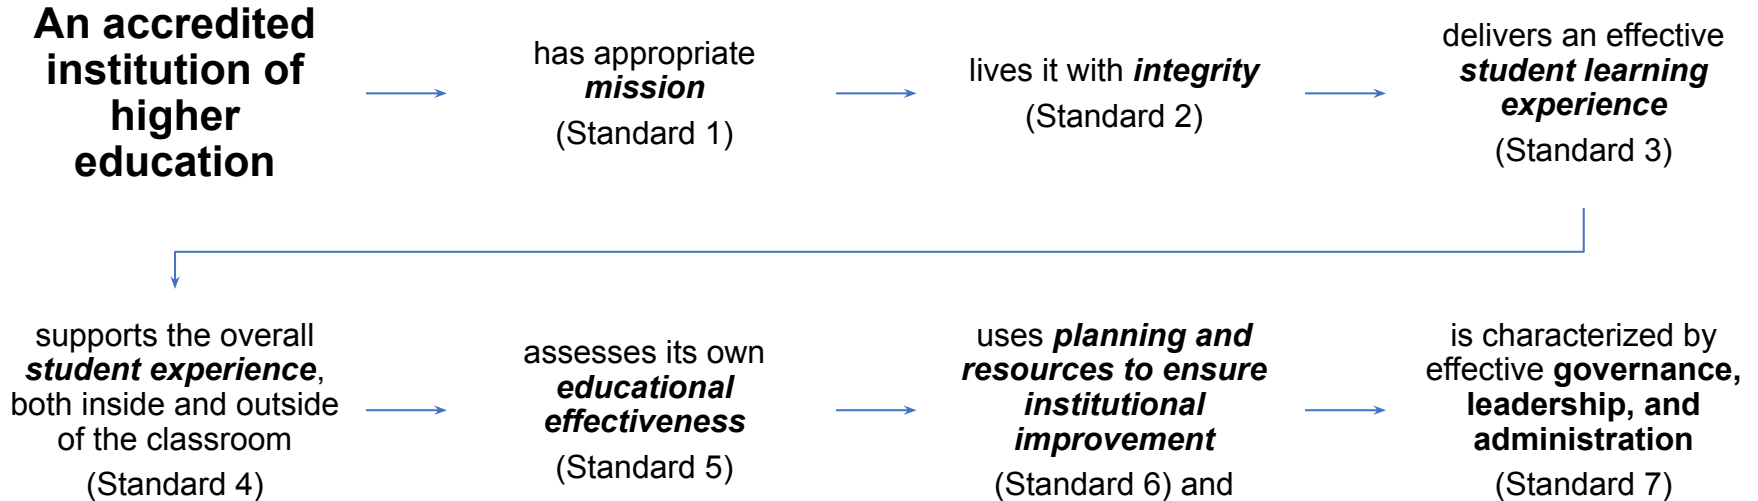 An accredited
institution of
higher
education
has appropriate
mission
(Standard 1)
lives it with integrity
(Standard 2)
delivers an effective
student learning
experience
(Standard 3)
supports the overall
student experience,
both inside and outside
of the classroom
(Standard 4)
assesses its own
educational
effectiveness
(Standard 5)
uses planning and
resources to ensure
institutional
improvement
(Standard 6) and
is characterized by
effective governance,
leadership, and
administration
(Standard 7)